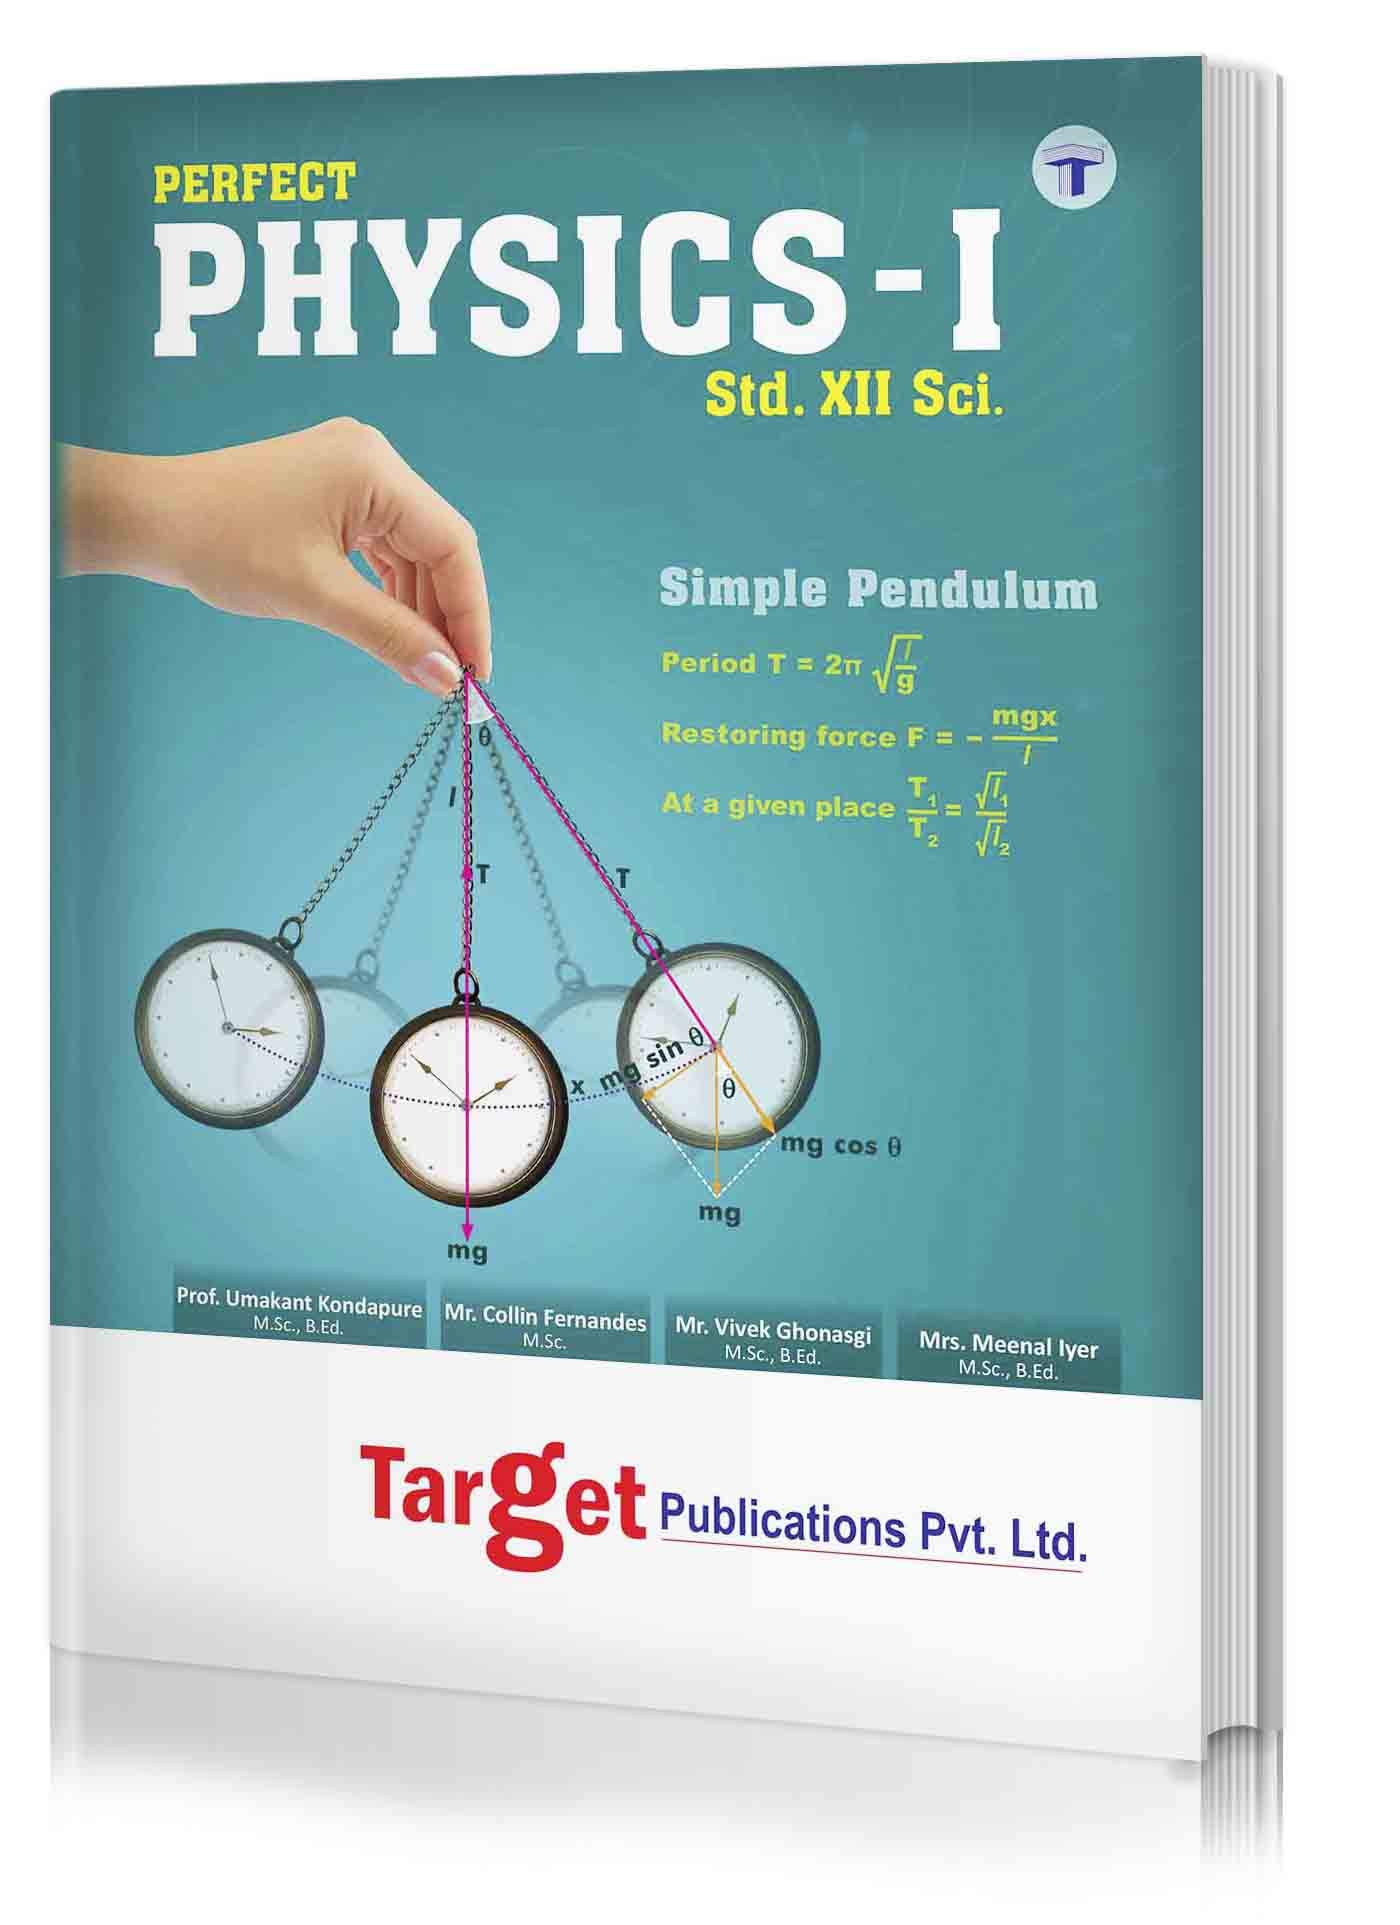 PERFECT
PHYSICS - I
Std. XII Sci.
Simple Pendulum
Period T = 2π √l/g
Restoring force F = - mgx/l
At a given place T₁/T₂ = √l₁/√l₂
θ
l
T
T
x mg sin θ
θ
mg cos θ
mg
mg
Prof. Umakant Kondapure
M.Sc., B.Ed.
Mr. Collin Fernandes
M.Sc.
Mr. Vivek Ghonasgi
M.Sc., B.Ed.
Mrs. Meenal Iyer
M.Sc., B.Ed.
Target Publications Pvt. Ltd.
T